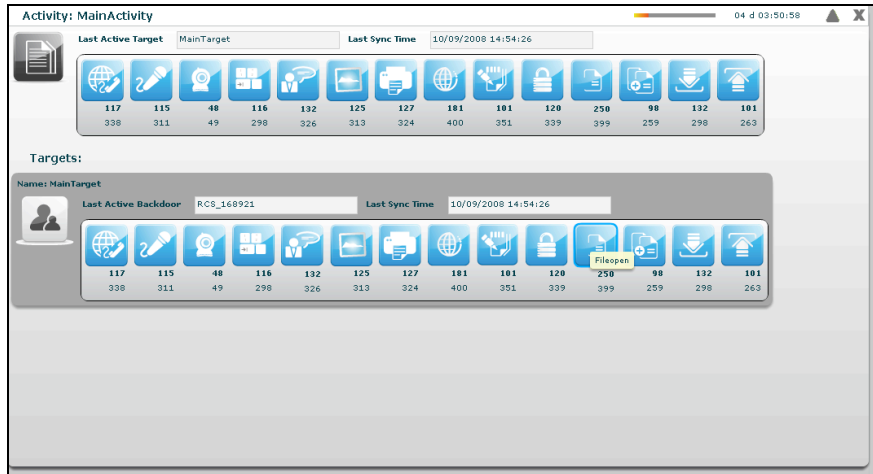 Activity: MainActivity 04 d 03:50:58 X
Last Active Target MainTarget Last Sync Time 10/09/2008 14:54:26
117 115 48 116 132 125 127 181 101 120 250 98 132 101
338 311 49 298 326 313 324 400 351 339 399 259 298 263
Targets:
Name: MainTarget
Last Active Backdoor RCS_168921 Last Sync Time 10/09/2008 14:54:26
Fileopen
117 115 48 116 132 125 127 181 101 120 250 98 132 101
338 311 49 298 326 313 324 400 351 339 399 259 298 263